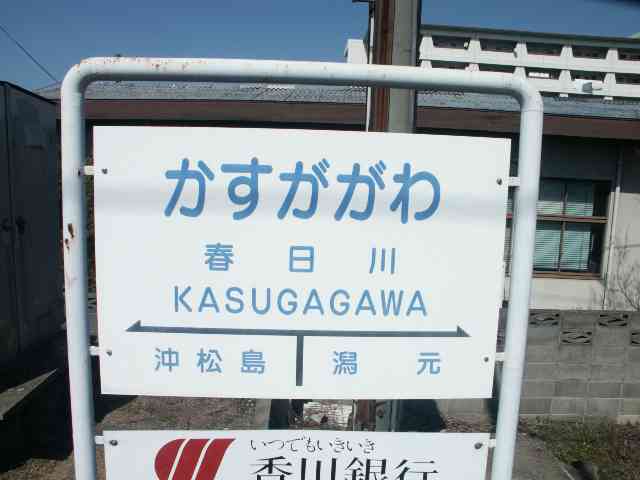 かすががわ
春日川
KASUGAGAWA
沖松島 潟元
いつでもいきいき
香川銀行